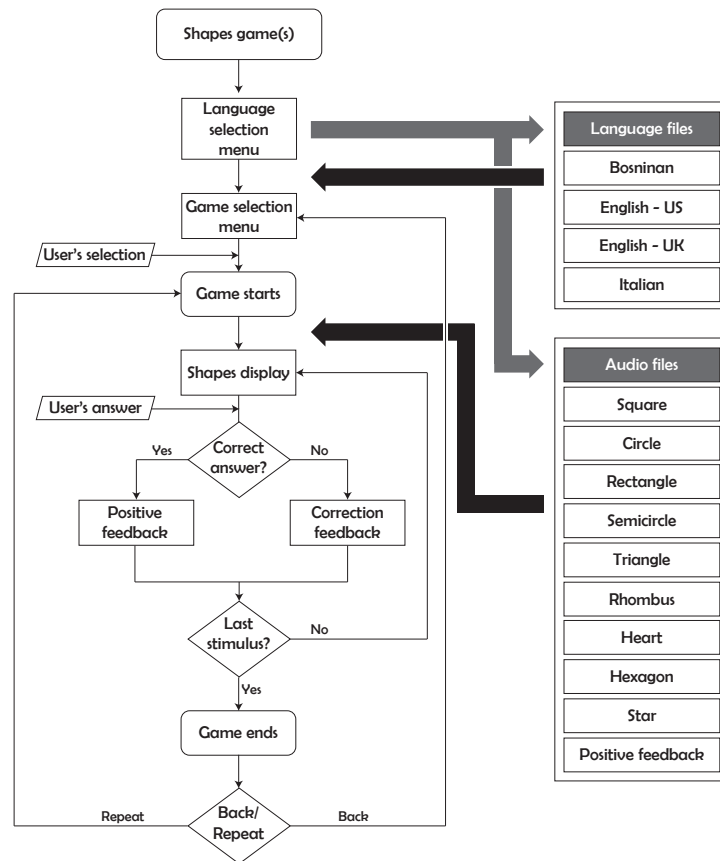 Shapes game(s)
Language
selection
menu
Game selection
menu
User's selection
Game starts
Shapes display
User's answer
Correct
answer?
Yes
No
Positive
feedback
Correction
feedback
Last
stimulus?
No
Yes
Game ends
Back/
Repeat
Repeat
Back
Language files
Bosninan
English - US
English - UK
Italian
Audio files
Square
Circle
Rectangle
Semicircle
Triangle
Rhombus
Heart
Hexagon
Star
Positive feedback